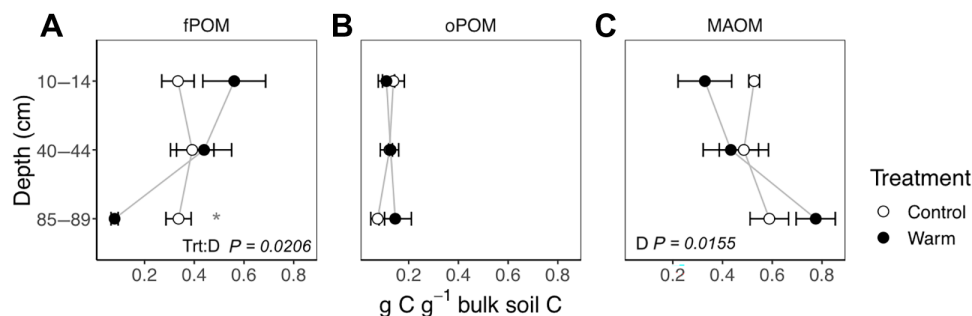 A fPOM B oPOM C MAOM
Depth (cm)
10–14
40–44
85–89
*
Trt:D P = 0.0206
D P = 0.0155
0.2 0.4 0.6 0.8 0.2 0.4 0.6 0.8 0.2 0.4 0.6 0.8
g C g⁻¹ bulk soil C
Treatment
Control
Warm